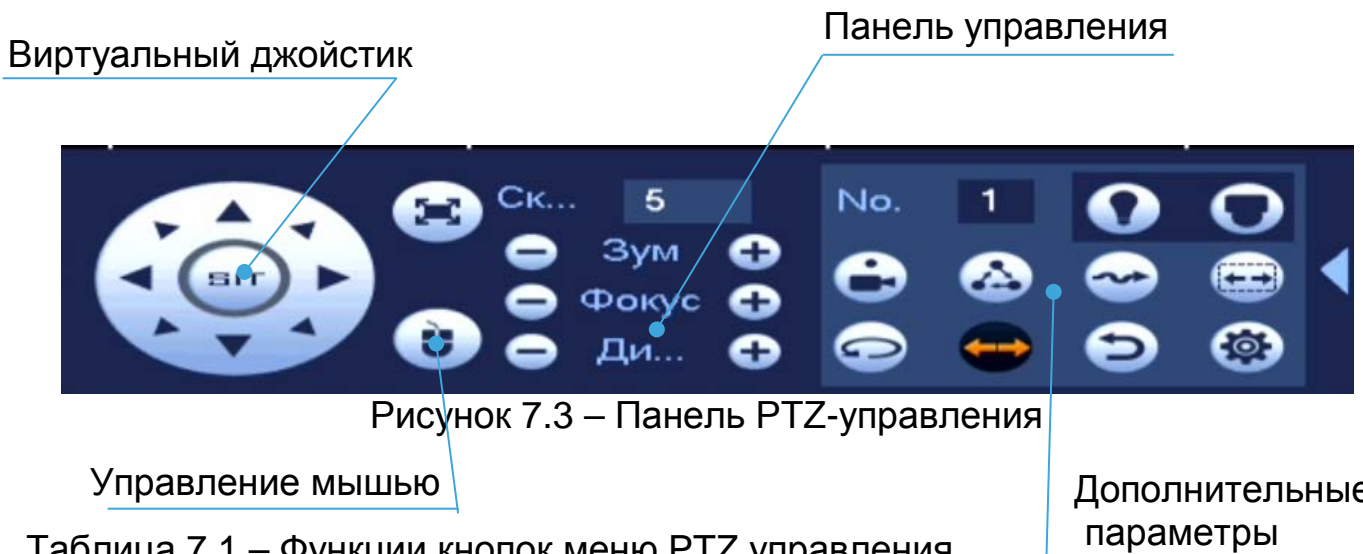 Панель управления
Виртуальный джойстик
SIT
Ск... 5
Зум
Фокус
Ди...
No. 1
Рисунок 7.3 – Панель PTZ-управления
Управление мышью
Дополнительные
параметры
Таблица 7.1 – Функции кнопок меню PTZ управления